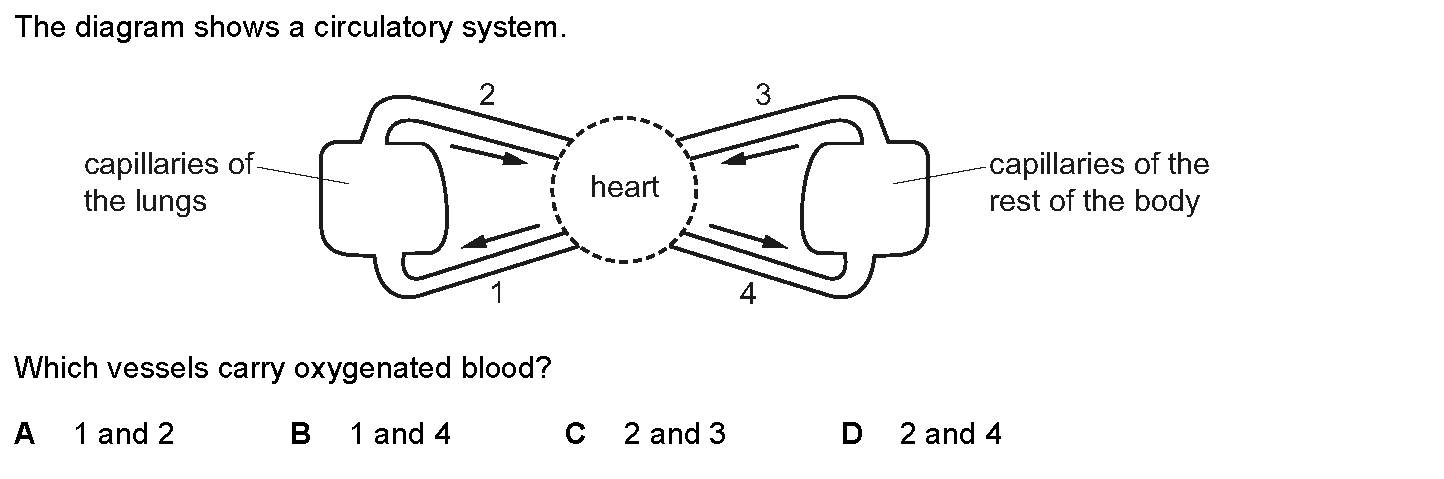 The diagram shows a circulatory system.
2
3
capillaries of
the lungs
heart
capillaries of the
rest of the body
1
4
Which vessels carry oxygenated blood?
A 1 and 2 B 1 and 4 C 2 and 3 D 2 and 4